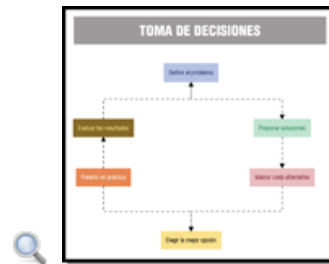 TOMA DE DECISIONES
Definir el problema
Evaluar los resultados
Proponer soluciones
Ponerlo en práctica
Valorar cada alternativa
Elegir la mejor opción